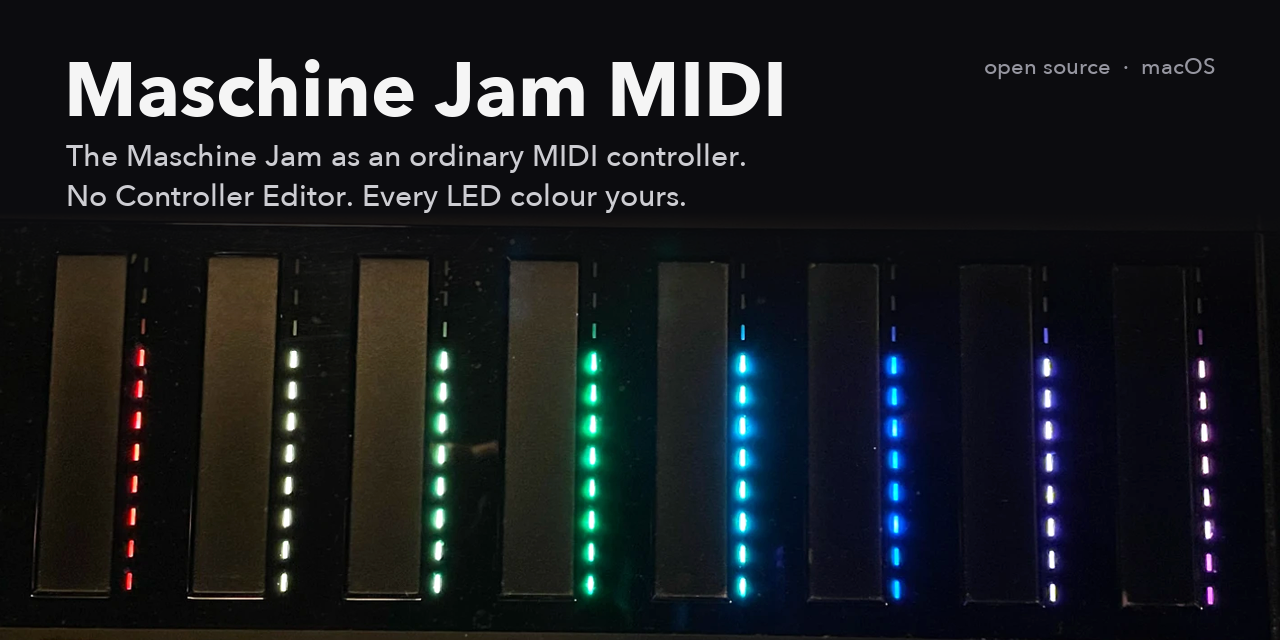 Maschine Jam MIDI
open source · macOS
The Maschine Jam as an ordinary MIDI controller.
No Controller Editor. Every LED colour yours.